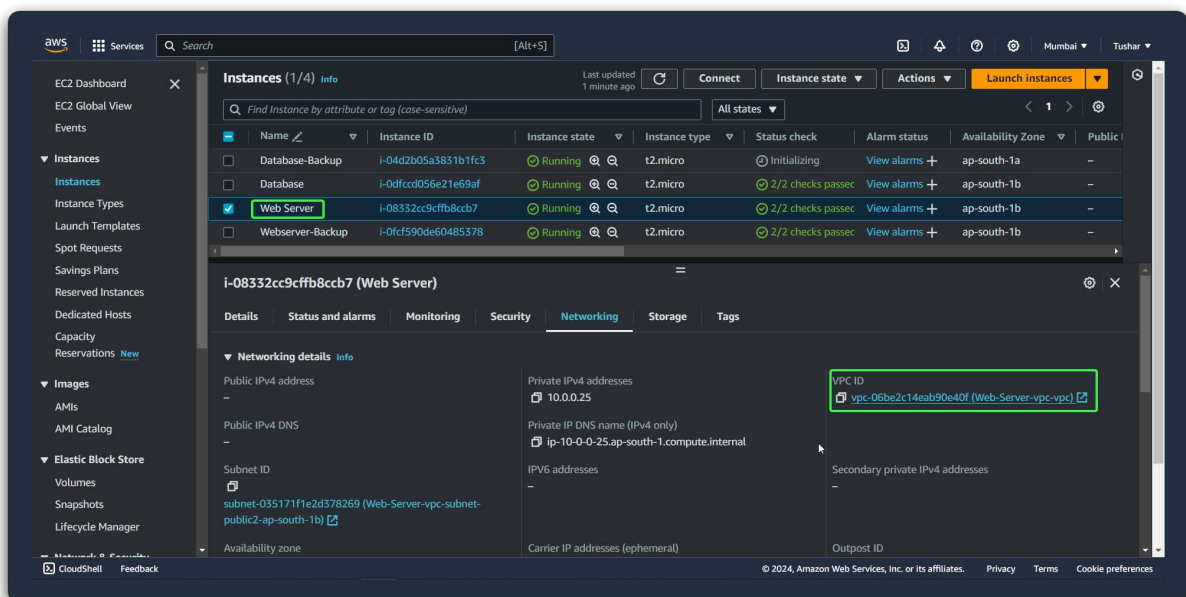 aws Services Search [Alt+S] Mumbai ▼ Tushar ▼
EC2 Dashboard
EC2 Global View
Events
▼ Instances
Instances
Instance Types
Launch Templates
Spot Requests
Savings Plans
Reserved Instances
Dedicated Hosts
Capacity
Reservations New
▼ Images
AMIs
AMI Catalog
▼ Elastic Block Store
Volumes
Snapshots
Lifecycle Manager
Network & Security
Instances (1/4) Info
Last updated
1 minute ago
Connect Instance state ▼ Actions ▼ Launch instances ▼
Find Instance by attribute or tag (case-sensitive) All states ▼ < 1 >
Name Instance ID Instance state Instance type Status check Alarm status Availability Zone Public
Database-Backup i-04d2b05a3831b1fc3 Running t2.micro Initializing View alarms + ap-south-1a –
Database i-0dfccd056e21e69af Running t2.micro 2/2 checks passec View alarms + ap-south-1b –
Web Server i-08332cc9cffb8ccb7 Running t2.micro 2/2 checks passec View alarms + ap-south-1b –
Webserver-Backup i-0fcf590de60485378 Running t2.micro 2/2 checks passec View alarms + ap-south-1b –
i-08332cc9cffb8ccb7 (Web Server)
Details Status and alarms Monitoring Security Networking Storage Tags
▼ Networking details Info
Public IPv4 address
–
Private IPv4 addresses
10.0.0.25
VPC ID
vpc-06be2c14eab90e40f (Web-Server-vpc-vpc)
Public IPv4 DNS
–
Private IP DNS name (IPv4 only)
ip-10-0-0-25.ap-south-1.compute.internal
Subnet ID
subnet-035171f1e2d378269 (Web-Server-vpc-subnet-
public2-ap-south-1b)
IPV6 addresses
–
Secondary private IPv4 addresses
–
Availability zone
Carrier IP addresses (ephemeral)
Outpost ID
CloudShell Feedback © 2024, Amazon Web Services, Inc. or its affiliates. Privacy Terms Cookie preferences